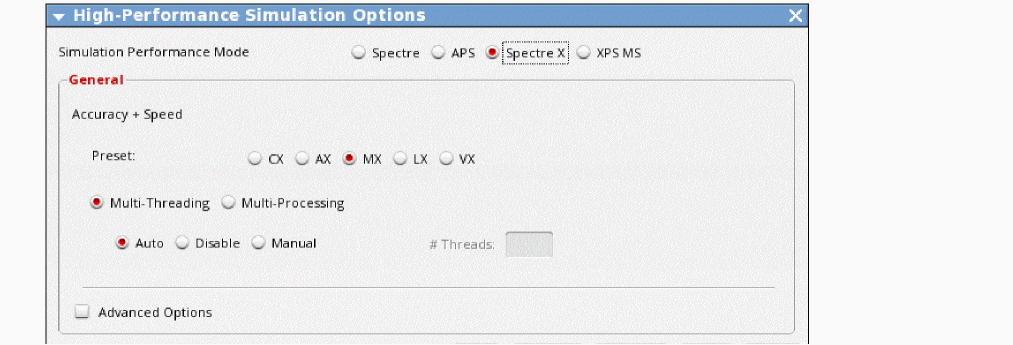 High-Performance Simulation Options
Simulation Performance Mode Spectre APS Spectre X XPS MS
General
Accuracy + Speed
Preset: CX AX MX LX VX
Multi-Threading Multi-Processing
Auto Disable Manual # Threads:
Advanced Options